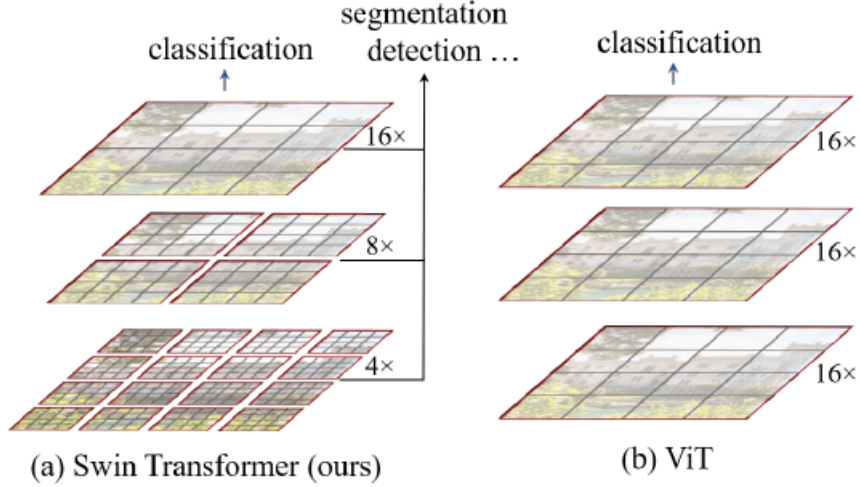 segmentation
classification
detection ...
classification
16×
16×
8×
16×
4×
16×
(a) Swin Transformer (ours)
(b) ViT